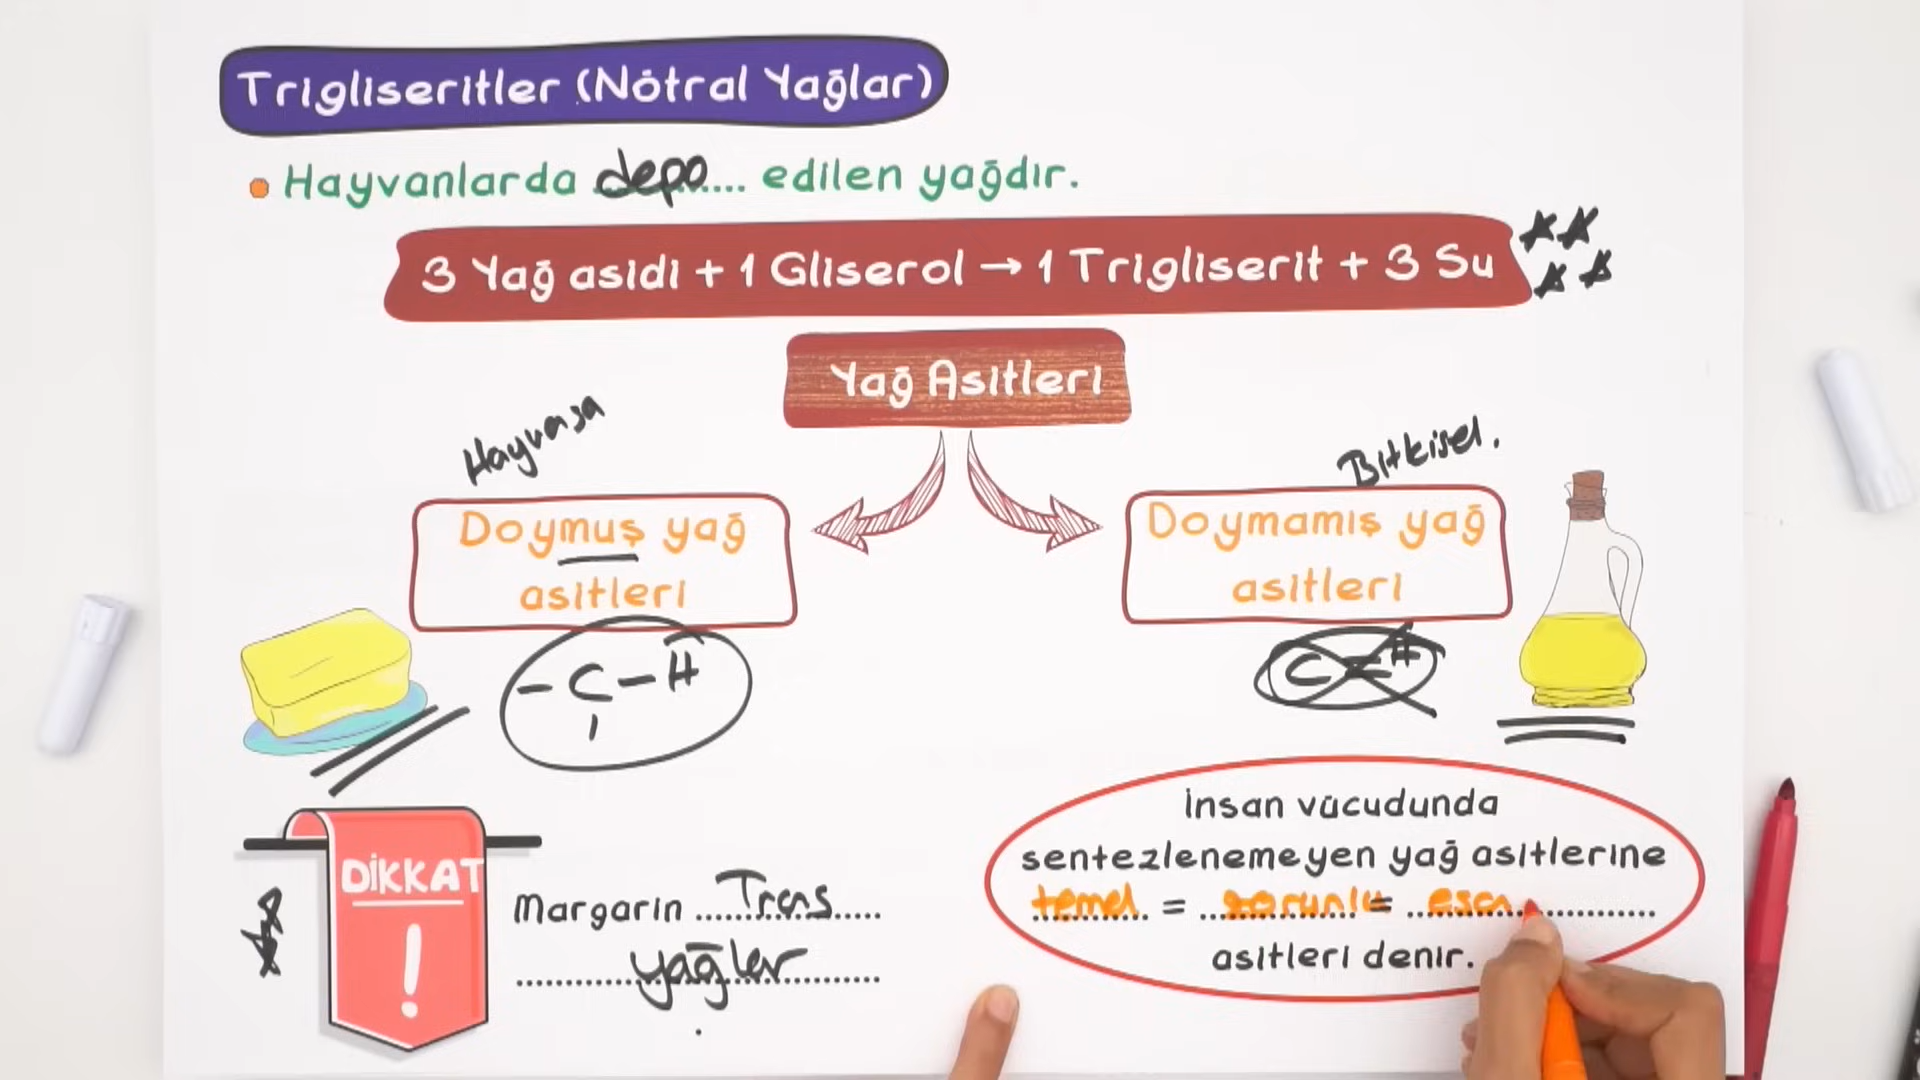 Trigliseritler (Nötral Yağlar)
Hayvanlarda depo edilen yağdır.
3 Yağ asidi + 1 Gliserol → 1 Trigliserit + 3 Su
Yağ Asitleri
Bitkisel.
Doymuş yağ
asitleri
Doymamış yağ
asitleri
- C - H
C = H
DİKKAT
!
Margarin Trans
yağlar
İnsan vücudunda
sentezlenemeyen yağ asitlerine
temel = zorunlu =
asitleri denir.